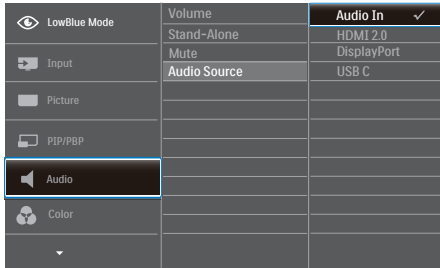 LowBlue Mode
Input
Picture
PIP/PBP
Audio
Color
Volume
Stand-Alone
Mute
Audio Source
Audio In ✓
HDMI 2.0
DisplayPort
USB C